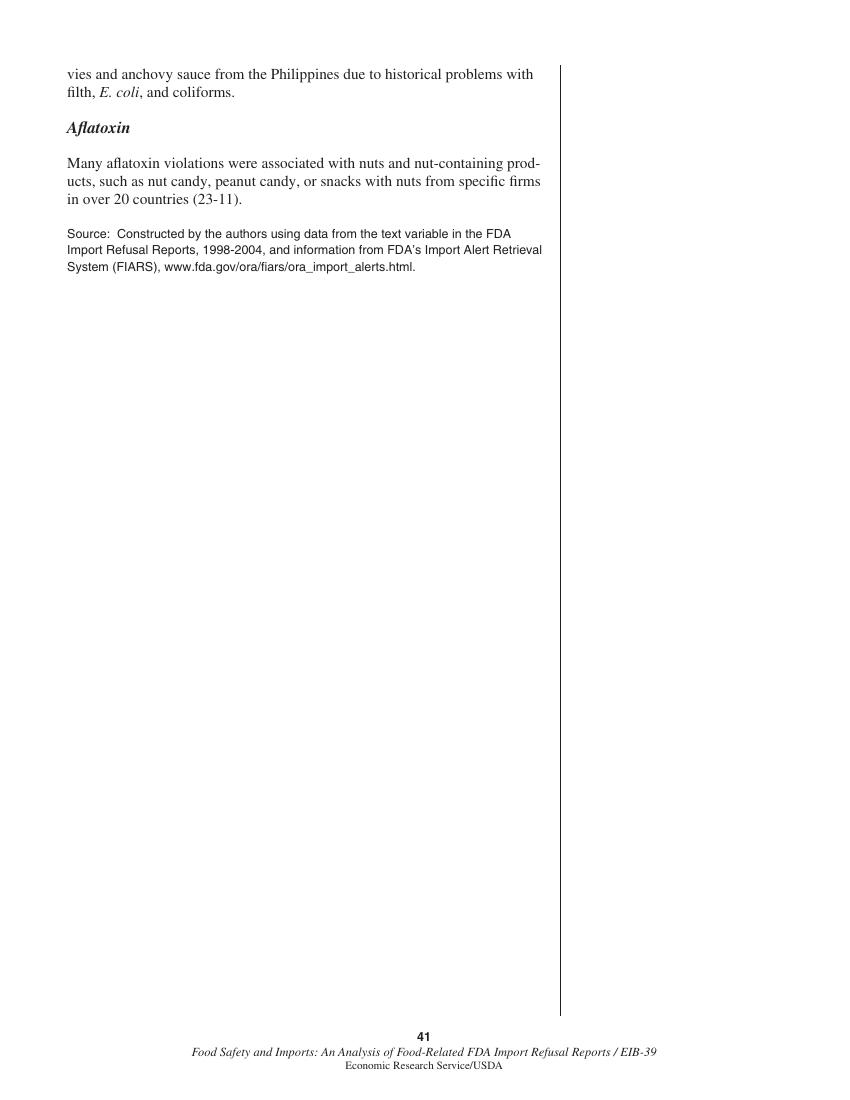 vies and anchovy sauce from the Philippines due to historical problems with
filth, E. coli, and coliforms.
Aflatoxin
Many aflatoxin violations were associated with nuts and nut-containing prod-
ucts, such as nut candy, peanut candy, or snacks with nuts from specific firms
in over 20 countries (23-11).
Source:  Constructed by the authors using data from the text variable in the FDA
Import Refusal Reports, 1998-2004, and information from FDA's Import Alert Retrieval
System (FIARS), www.fda.gov/ora/fiars/ora_import_alerts.html.
41
Food Safety and Imports: An Analysis of Food-Related FDA Import Refusal Reports / EIB-39
Economic Research Service/USDA